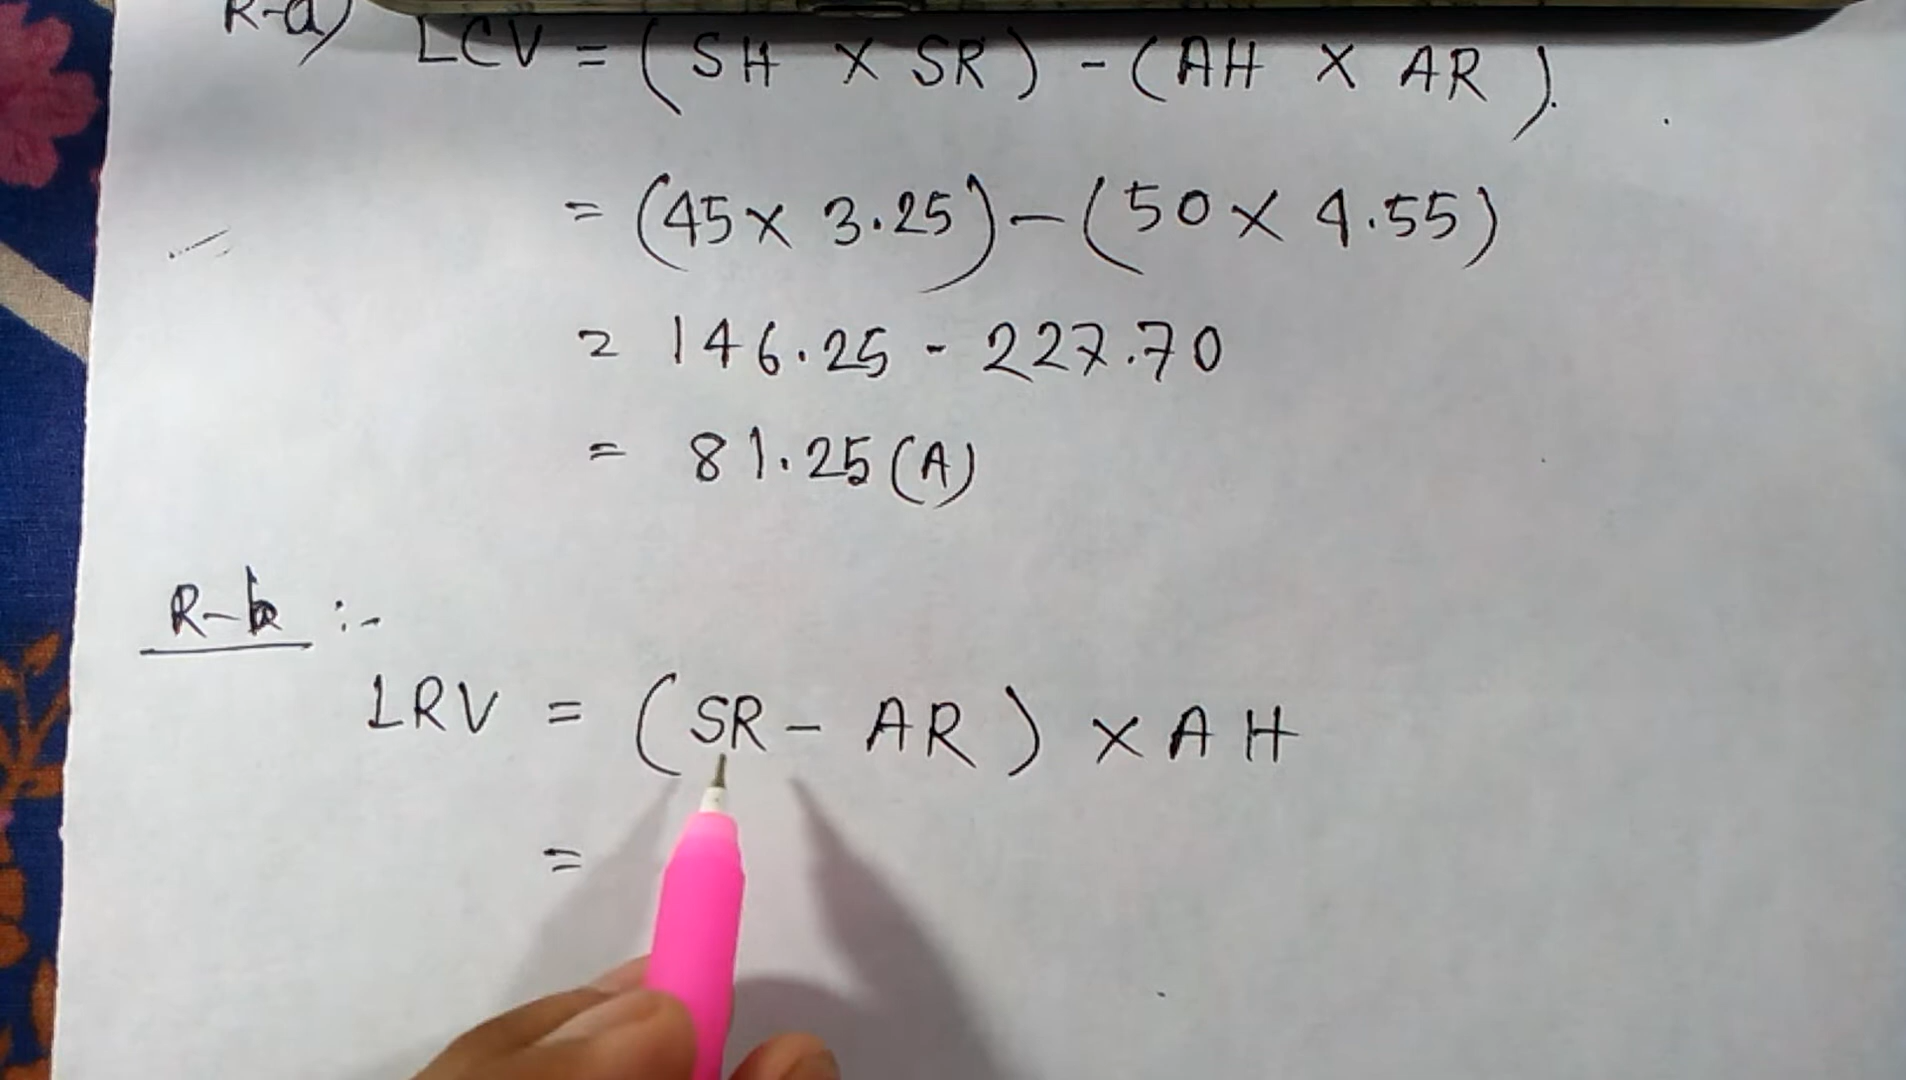 R-a) LCV = (SH X SR) - (AH X AR).
= (45 x 3.25) - (50 x 4.55)
= 146.25 - 227.70
= 81.25 (A)
R-b :-
LRV = (SR - AR) x AH
=